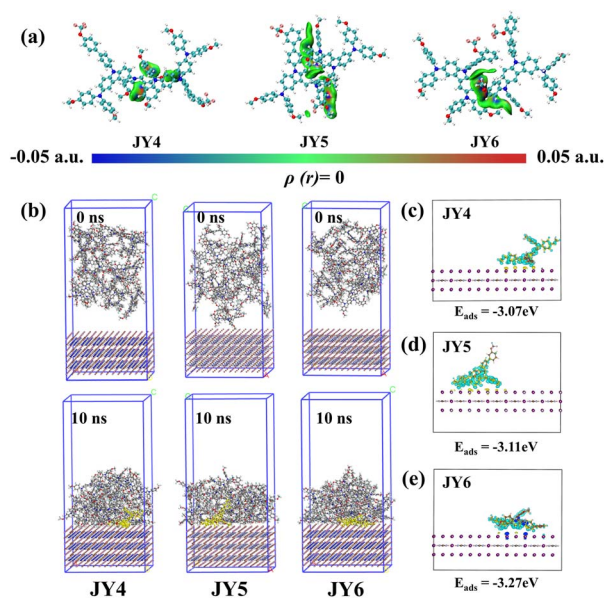 (a)
JY4 JY5 JY6
-0.05 a.u. 0.05 a.u.
ρ (r)= 0
(b)
0 ns 0 ns 0 ns
10 ns 10 ns 10 ns
JY4 JY5 JY6
(c)
JY4
E_ads = -3.07eV
(d)
JY5
E_ads = -3.11eV
(e)
JY6
E_ads = -3.27eV